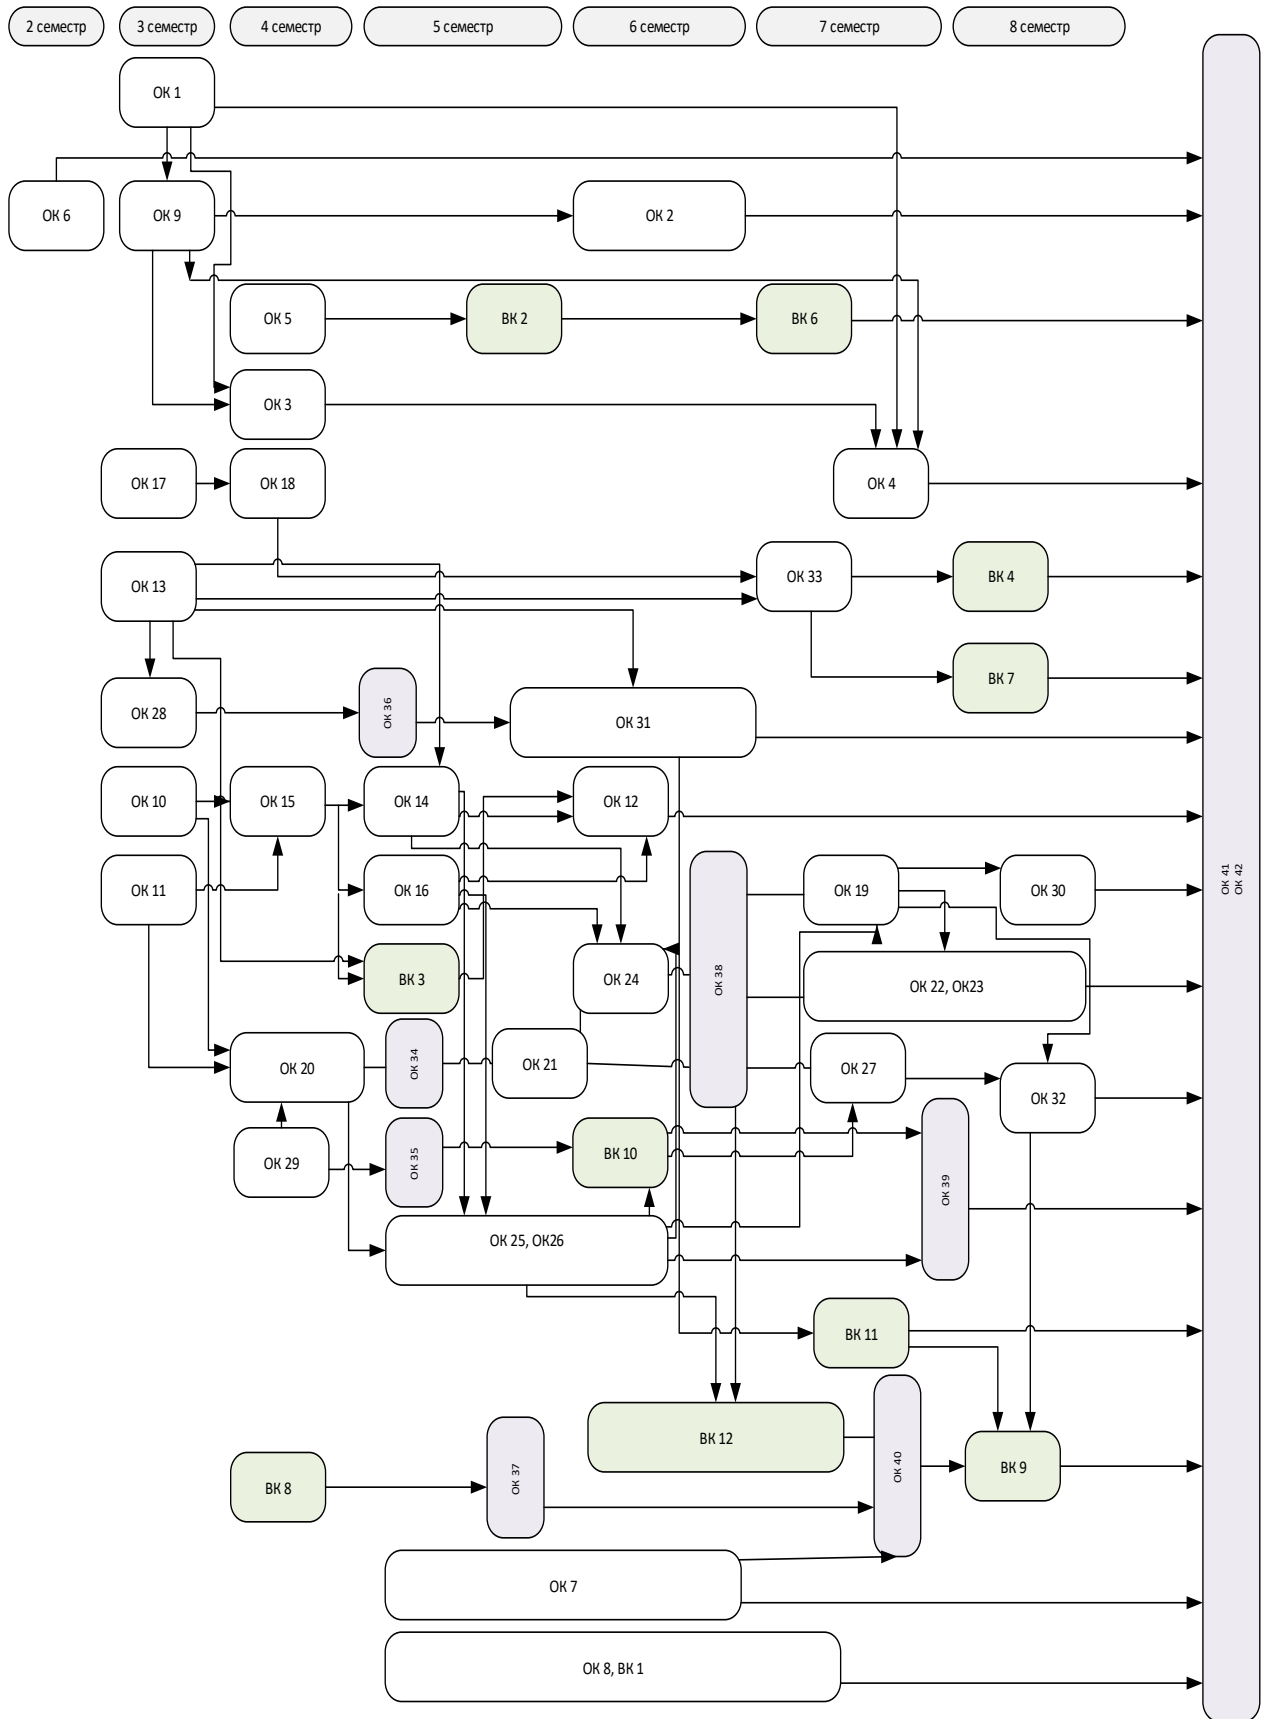 2 семестр
3 семестр
4 семестр
5 семестр
6 семестр
7 семестр
8 семестр
ОК 1
ОК 6
ОК 9
ОК 2
ОК 5
ВК 2
ВК 6
ОК 3
ОК 17
ОК 18
ОК 4
ОК 13
ОК 33
ВК 4
ВК 7
ОК 28
ОК 36
ОК 31
ОК 10
ОК 15
ОК 14
ОК 12
ОК 11
ОК 16
ОК 19
ОК 30
ОК 41
ОК 42
ВК 3
ОК 24
ОК 38
ОК 22, ОК23
ОК 20
ОК 34
ОК 21
ОК 27
ОК 32
ОК 29
ОК 35
ВК 10
ОК 39
ОК 25, ОК26
ВК 11
ВК 12
ОК 40
ВК 9
ВК 8
ОК 37
ОК 7
ОК 8, ВК 1